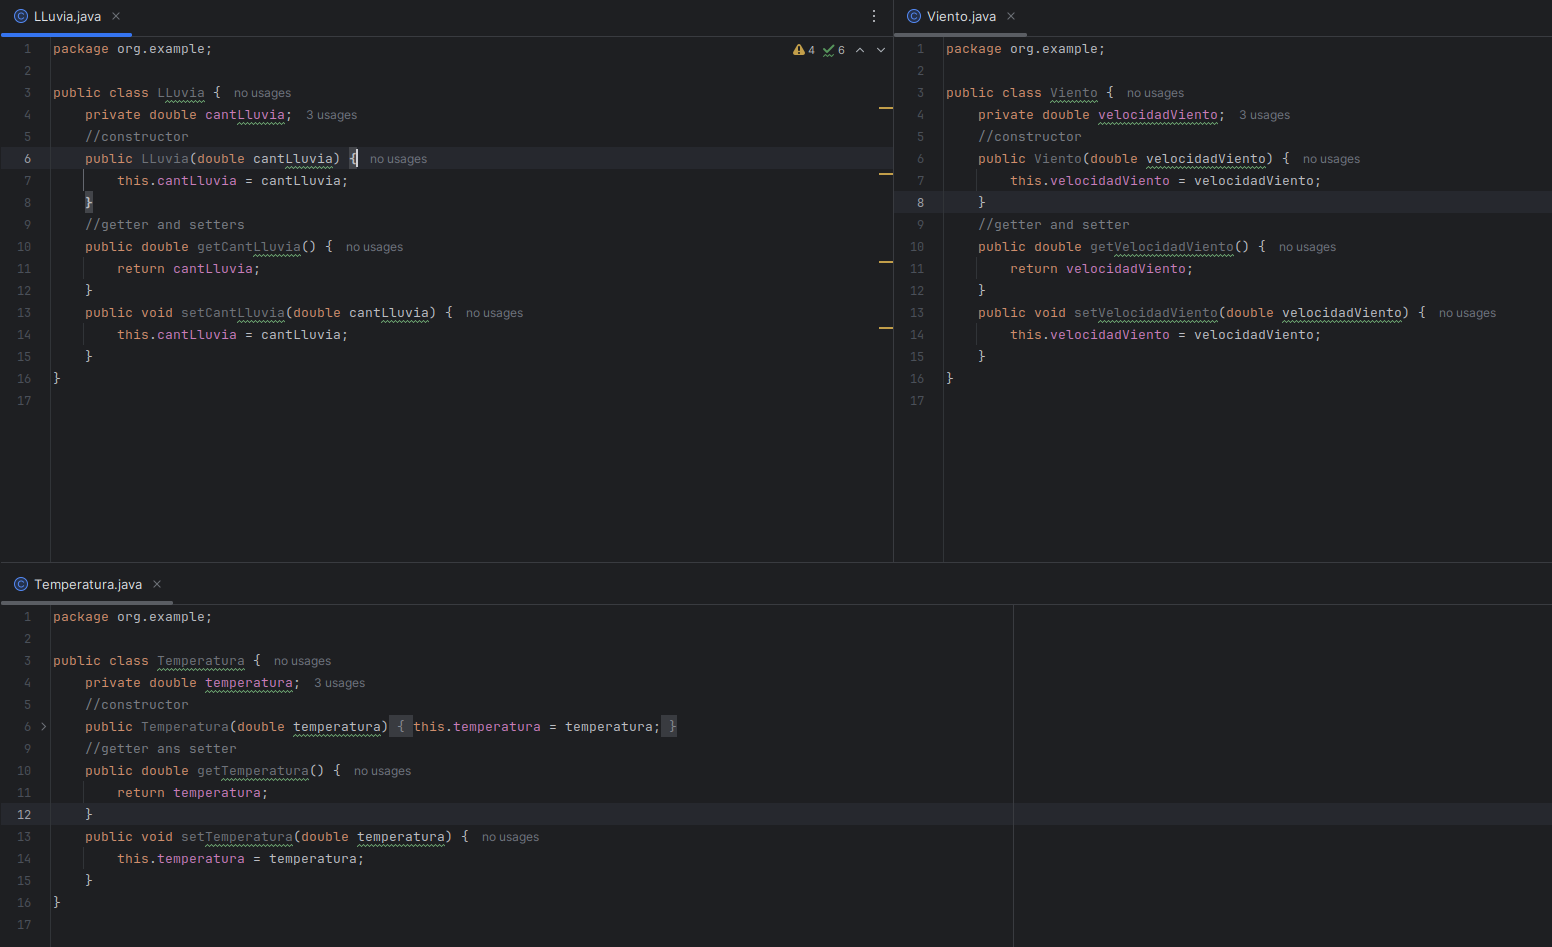 LLuvia.java
4 6
1 package org.example;
2
3 public class LLuvia { no usages
4 private double cantLluvia; 3 usages
5 //constructor
6 public LLuvia(double cantLluvia) { no usages
7 this.cantLluvia = cantLluvia;
8 }
9 //getter and setters
10 public double getCantLluvia() { no usages
11 return cantLluvia;
12 }
13 public void setCantLluvia(double cantLluvia) { no usages
14 this.cantLluvia = cantLluvia;
15 }
16 }
17
Viento.java
1 package org.example;
2
3 public class Viento { no usages
4 private double velocidadViento; 3 usages
5 //constructor
6 public Viento(double velocidadViento) { no usages
7 this.velocidadViento = velocidadViento;
8 }
9 //getter and setter
10 public double getVelocidadViento() { no usages
11 return velocidadViento;
12 }
13 public void setVelocidadViento(double velocidadViento) { no usages
14 this.velocidadViento = velocidadViento;
15 }
16 }
17
Temperatura.java
1 package org.example;
2
3 public class Temperatura { no usages
4 private double temperatura; 3 usages
5 //constructor
6 public Temperatura(double temperatura) { this.temperatura = temperatura; }
9 //getter ans setter
10 public double getTemperatura() { no usages
11 return temperatura;
12 }
13 public void setTemperatura(double temperatura) { no usages
14 this.temperatura = temperatura;
15 }
16 }
17